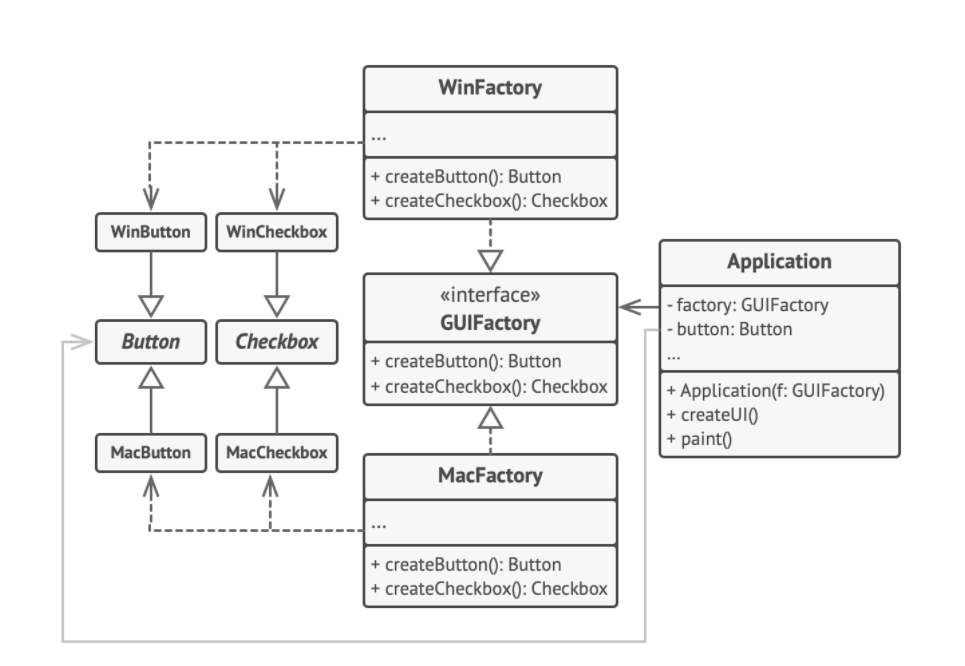 WinFactory
...
+ createButton(): Button
+ createCheckbox(): Checkbox
WinButton
WinCheckbox
«interface»
GUIFactory
+ createButton(): Button
+ createCheckbox(): Checkbox
Application
- factory: GUIFactory
- button: Button
...
+ Application(f: GUIFactory)
+ createUI()
+ paint()
Button
Checkbox
MacButton
MacCheckbox
MacFactory
...
+ createButton(): Button
+ createCheckbox(): Checkbox